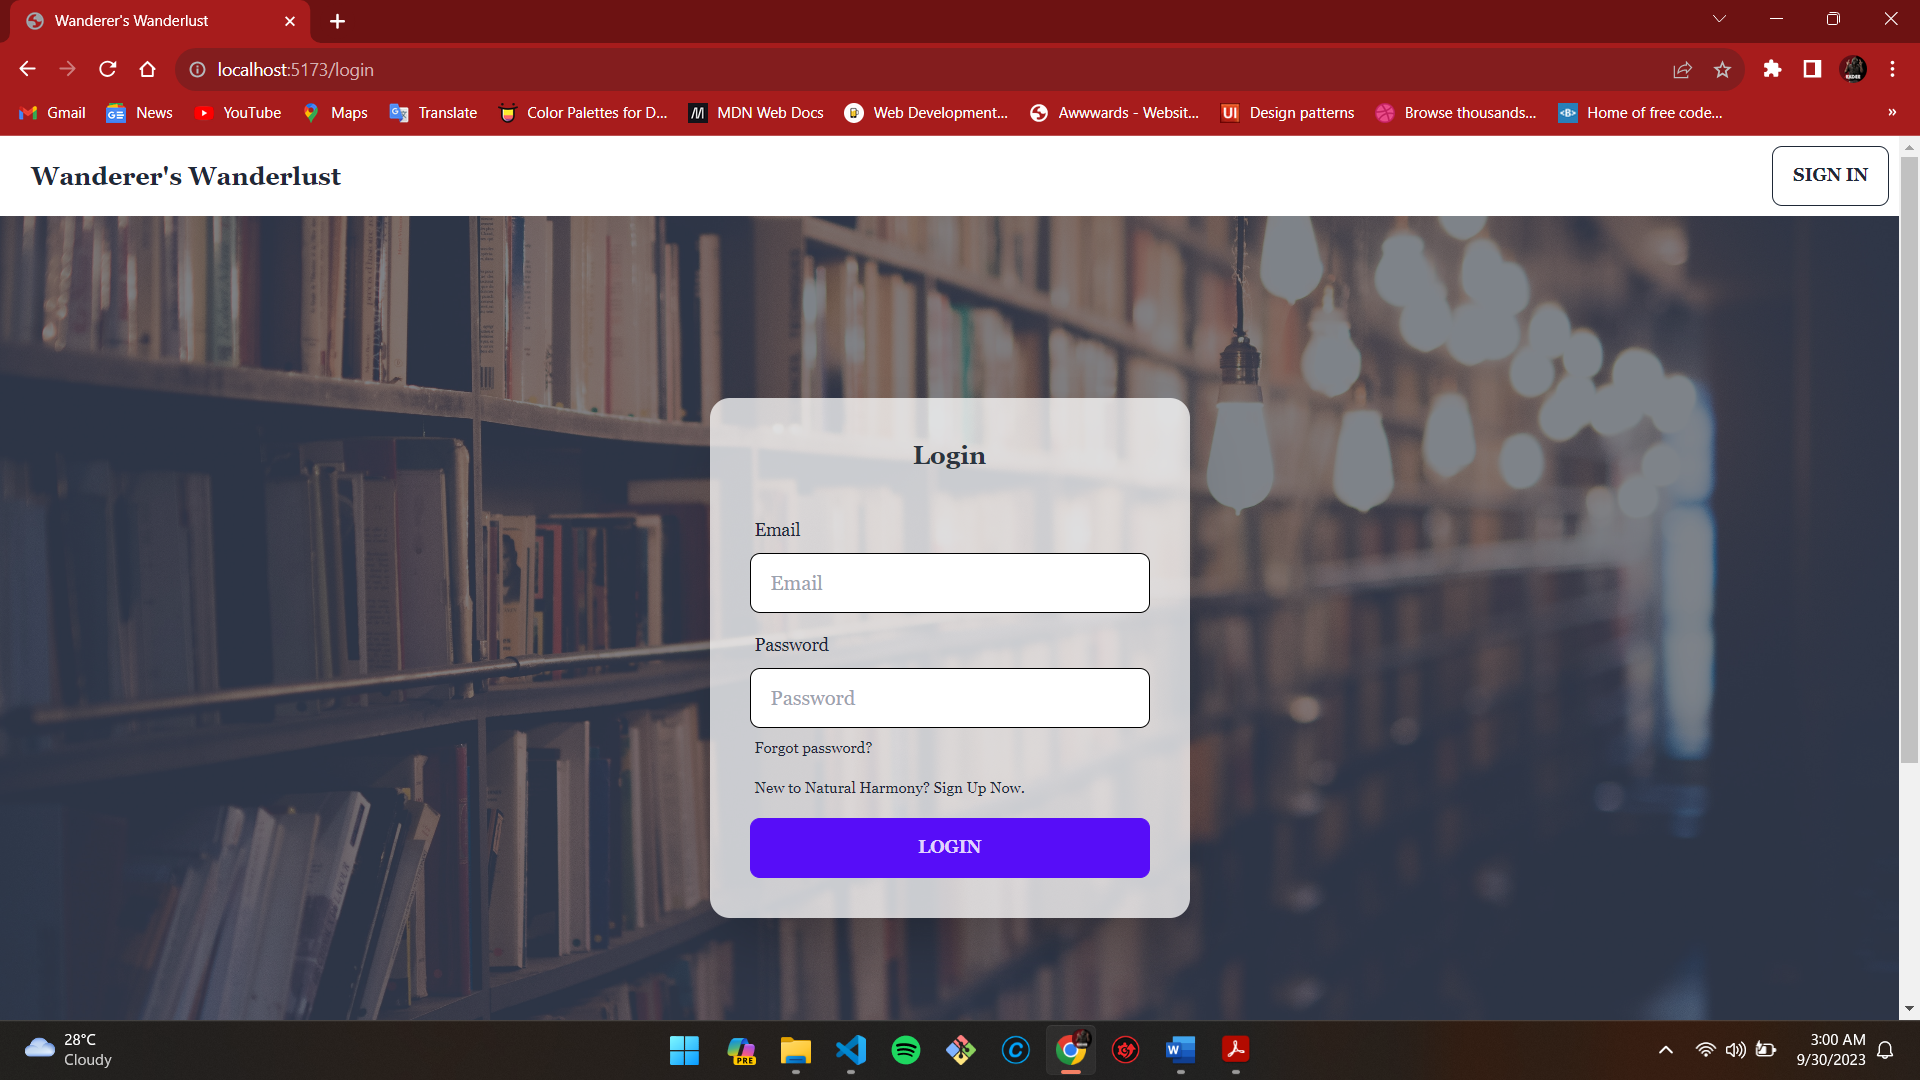 Wanderer's Wanderlust
localhost:5173/login
Gmail
News
YouTube
Maps
Translate
Color Palettes for D...
MDN Web Docs
Web Development...
Awwwards - Websit...
UI
Design patterns
Browse thousands...
Home of free code...
»
Wanderer's Wanderlust
SIGN IN
Login
Email
Email
Password
Password
Forgot password?
New to Natural Harmony? Sign Up Now.
LOGIN
28°C
Cloudy
PRE
3:00 AM
9/30/2023